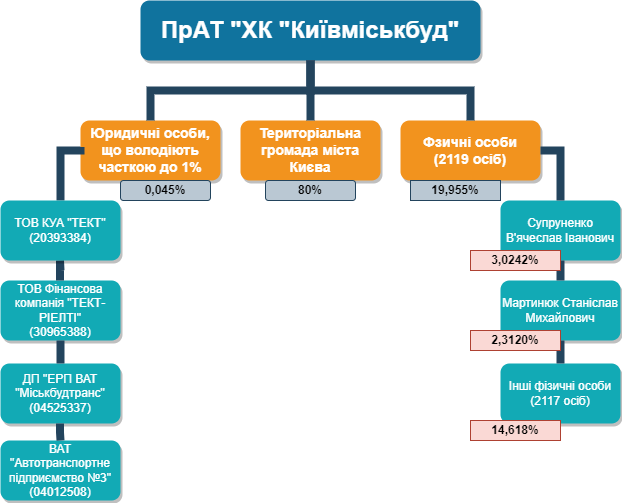 ПрАТ "ХК "Київміськбуд"
Юридичні особи,
що володіють
часткою до 1%
0,045%
Територіальна
громада міста
Києва
80%
Фзичні особи
(2119 осіб)
19,955%
ТОВ КУА "ТЕКТ"
(20393384)
ТОВ Фінансова
компанія "ТЕКТ-
РІЕЛТІ"
(30965388)
ДП "ЕРП ВАТ
"Міськбудтранс"
(04525337)
ВАТ
"Автотранспортне
підприємство №3"
(04012508)
Супруненко
В'ячеслав Іванович
3,0242%
Мартинюк Станіслав
Михайлович
2,3120%
Інші фізичні особи
(2117 осіб)
14,618%